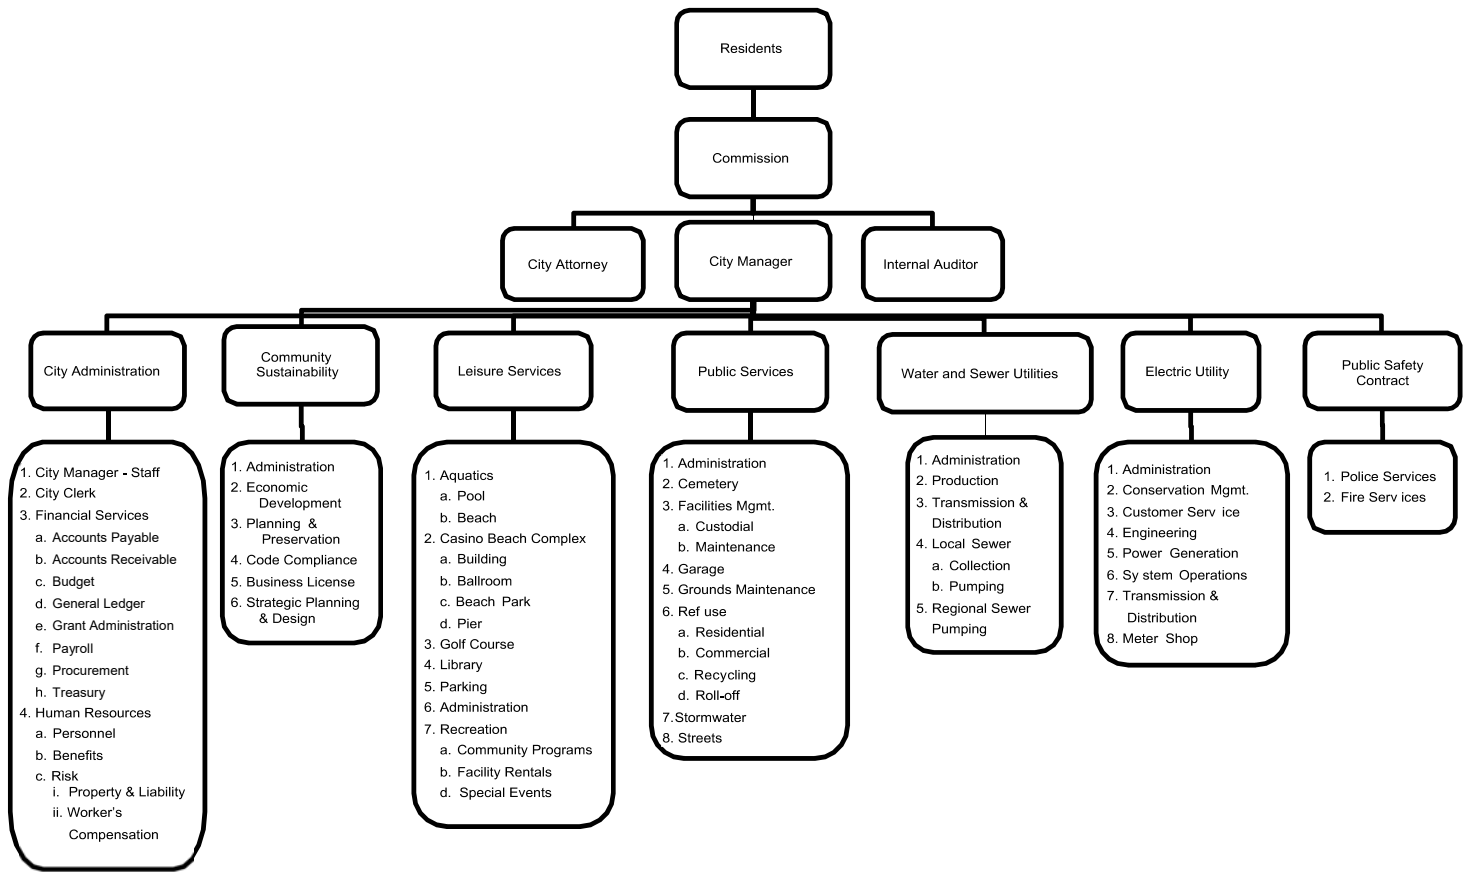 Residents
Commission
City Attorney
City Manager
Internal Auditor
City Administration
Community
Sustainability
Leisure Services
Public Services
Water and Sewer Utilities
Electric Utility
Public Safety
Contract
1. City Manager - Staff
2. City Clerk
3. Financial Services
a. Accounts Payable
b. Accounts Receivable
c. Budget
d. General Ledger
e. Grant Administration
f. Payroll
g. Procurement
h. Treasury
4. Human Resources
a. Personnel
b. Benefits
c. Risk
i. Property & Liability
ii. Worker's
Compensation
1. Administration
2. Economic
Development
3. Planning &
Preservation
4. Code Compliance
5. Business License
6. Strategic Planning
& Design
1. Aquatics
a. Pool
b. Beach
2. Casino Beach Complex
a. Building
b. Ballroom
c. Beach Park
d. Pier
3. Golf Course
4. Library
5. Parking
6. Administration
7. Recreation
a. Community Programs
b. Facility Rentals
d. Special Events
1. Administration
2. Cemetery
3. Facilities Mgmt.
a. Custodial
b. Maintenance
4. Garage
5. Grounds Maintenance
6. Ref use
a. Residential
b. Commercial
c. Recycling
d. Roll-off
7.Stormwater
8. Streets
1. Administration
2. Production
3. Transmission &
Distribution
4. Local Sewer
a. Collection
b. Pumping
5. Regional Sewer
Pumping
1. Administration
2. Conservation Mgmt.
3. Customer Serv ice
4. Engineering
5. Power Generation
6. Sy stem Operations
7. Transmission &
Distribution
8. Meter Shop
1. Police Services
2. Fire Serv ices